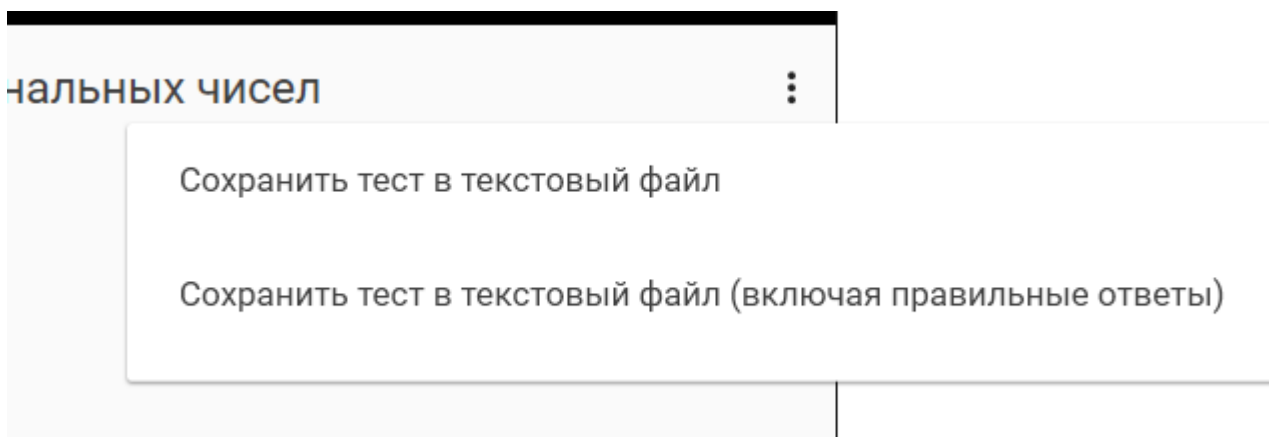 нальных чисел
Сохранить тест в текстовый файл
Сохранить тест в текстовый файл (включая правильные ответы)